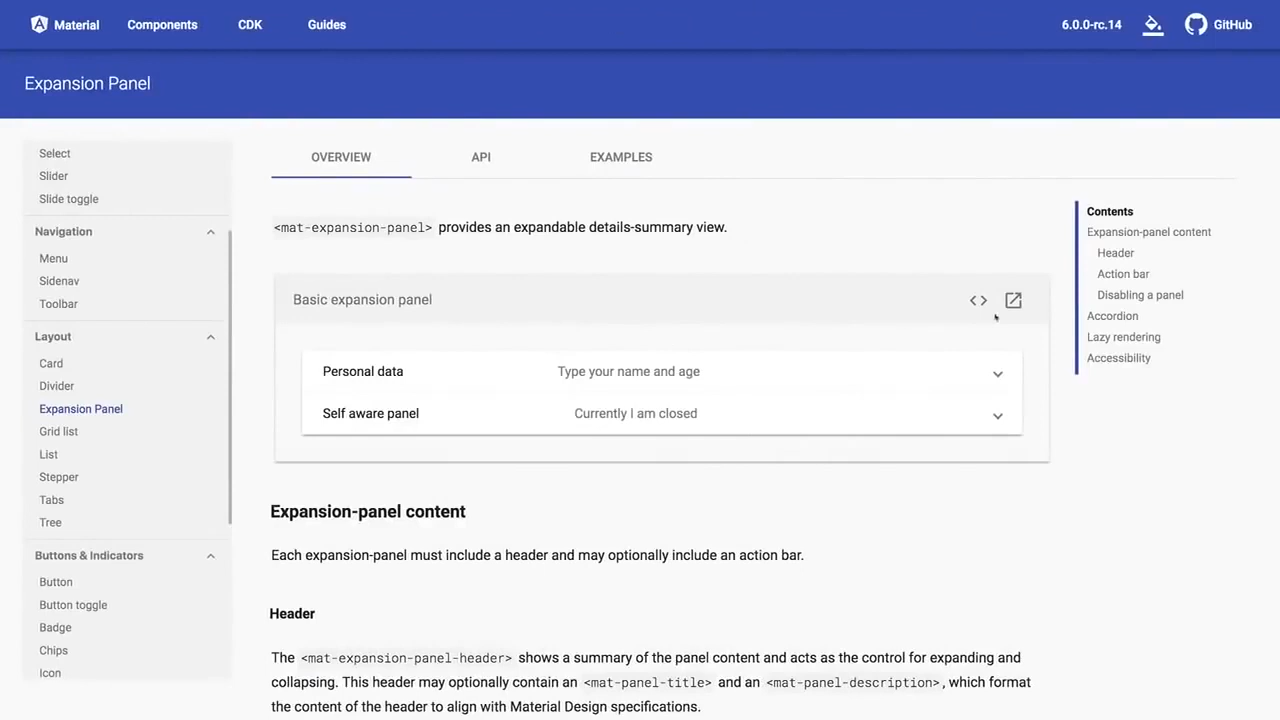 Material Components CDK Guides 6.0.0-rc.14 GitHub
Expansion Panel
Select
Slider
Slide toggle
Navigation
Menu
Sidenav
Toolbar
Layout
Card
Divider
Expansion Panel
Grid list
List
Stepper
Tabs
Tree
Buttons & Indicators
Button
Button toggle
Badge
Chips
Icon
OVERVIEW API EXAMPLES
<mat-expansion-panel> provides an expandable details-summary view.
Basic expansion panel
Personal data Type your name and age
Self aware panel Currently I am closed
Expansion-panel content
Each expansion-panel must include a header and may optionally include an action bar.
Header
The <mat-expansion-panel-header> shows a summary of the panel content and acts as the control for expanding and
collapsing. This header may optionally contain an <mat-panel-title> and an <mat-panel-description>, which format
the content of the header to align with Material Design specifications.
Contents
Expansion-panel content
Header
Action bar
Disabling a panel
Accordion
Lazy rendering
Accessibility